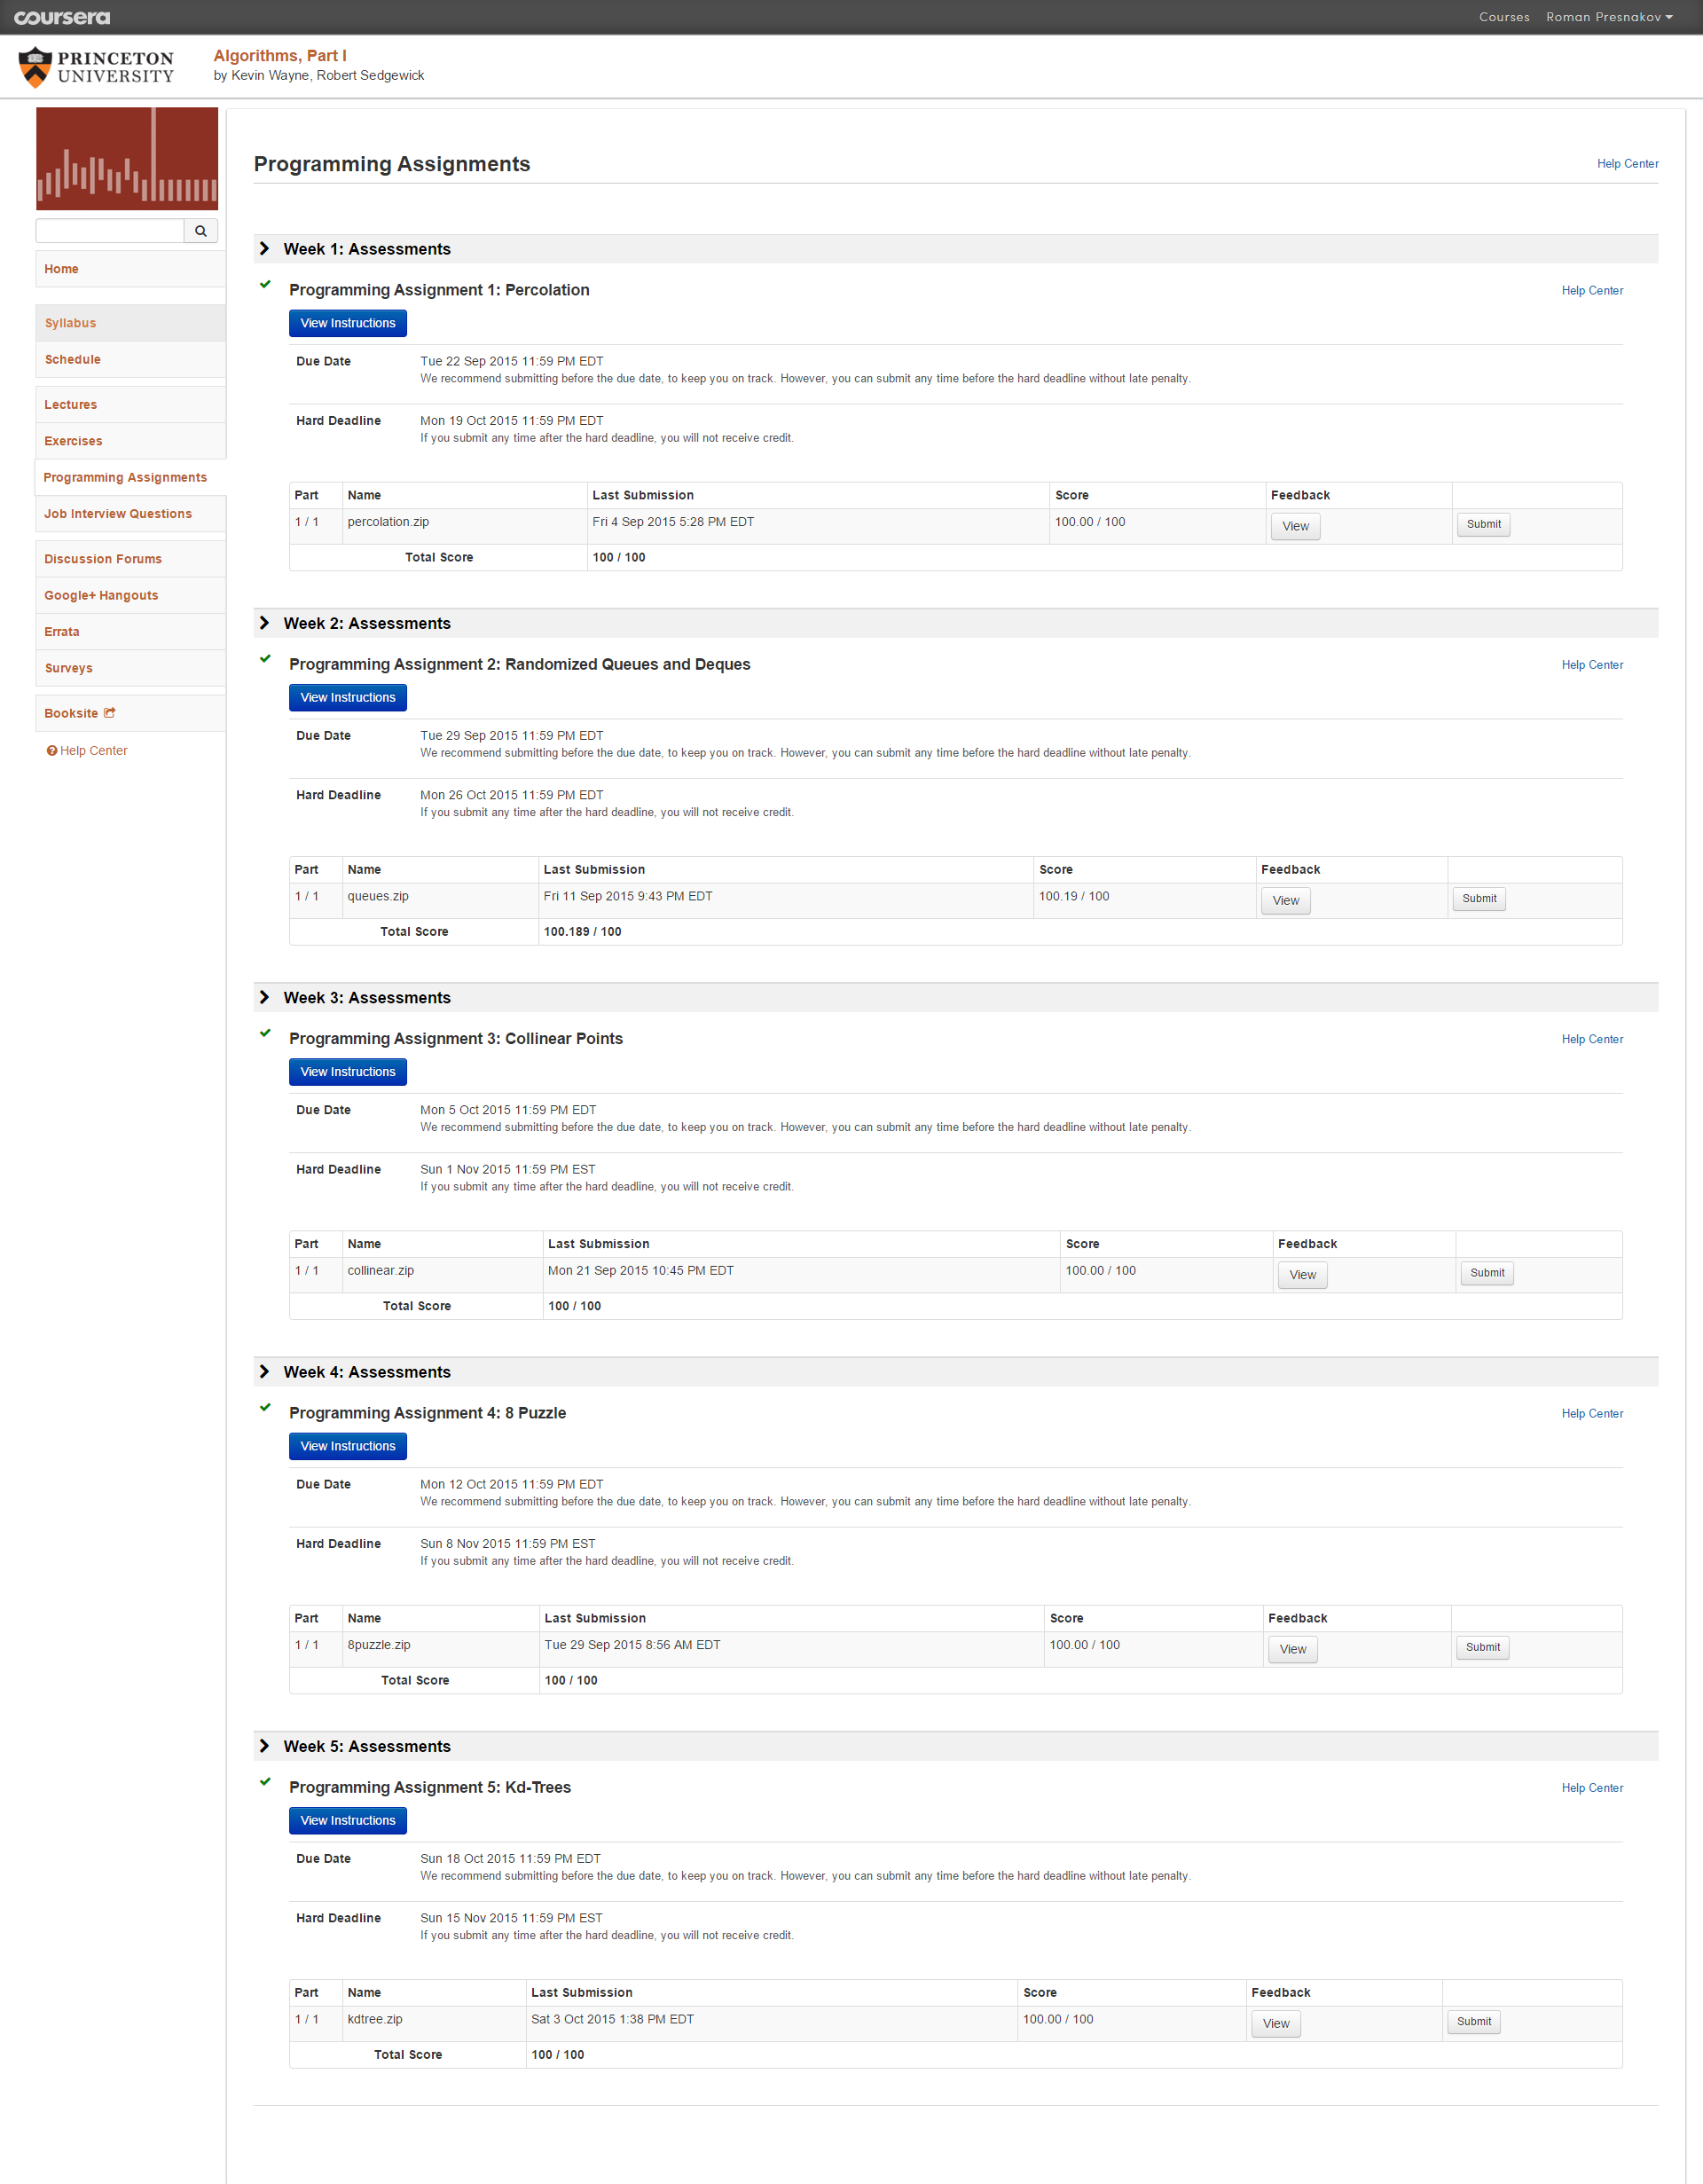 coursera
Courses Roman Presnakov
PRINCETON
UNIVERSITY
Algorithms, Part I
by Kevin Wayne, Robert Sedgewick
Home
Syllabus
Schedule
Lectures
Exercises
Programming Assignments
Job Interview Questions
Discussion Forums
Google+ Hangouts
Errata
Surveys
Booksite
Help Center
Programming Assignments Help Center
Week 1: Assessments
Programming Assignment 1: Percolation Help Center
View Instructions
Due Date Tue 22 Sep 2015 11:59 PM EDT
We recommend submitting before the due date, to keep you on track. However, you can submit any time before the hard deadline without late penalty.
Hard Deadline Mon 19 Oct 2015 11:59 PM EDT
If you submit any time after the hard deadline, you will not receive credit.
Part Name Last Submission Score Feedback
1 / 1 percolation.zip Fri 4 Sep 2015 5:28 PM EDT 100.00 / 100 View Submit
Total Score 100 / 100
Week 2: Assessments
Programming Assignment 2: Randomized Queues and Deques Help Center
View Instructions
Due Date Tue 29 Sep 2015 11:59 PM EDT
We recommend submitting before the due date, to keep you on track. However, you can submit any time before the hard deadline without late penalty.
Hard Deadline Mon 26 Oct 2015 11:59 PM EDT
If you submit any time after the hard deadline, you will not receive credit.
Part Name Last Submission Score Feedback
1 / 1 queues.zip Fri 11 Sep 2015 9:43 PM EDT 100.19 / 100 View Submit
Total Score 100.189 / 100
Week 3: Assessments
Programming Assignment 3: Collinear Points Help Center
View Instructions
Due Date Mon 5 Oct 2015 11:59 PM EDT
We recommend submitting before the due date, to keep you on track. However, you can submit any time before the hard deadline without late penalty.
Hard Deadline Sun 1 Nov 2015 11:59 PM EST
If you submit any time after the hard deadline, you will not receive credit.
Part Name Last Submission Score Feedback
1 / 1 collinear.zip Mon 21 Sep 2015 10:45 PM EDT 100.00 / 100 View Submit
Total Score 100 / 100
Week 4: Assessments
Programming Assignment 4: 8 Puzzle Help Center
View Instructions
Due Date Mon 12 Oct 2015 11:59 PM EDT
We recommend submitting before the due date, to keep you on track. However, you can submit any time before the hard deadline without late penalty.
Hard Deadline Sun 8 Nov 2015 11:59 PM EST
If you submit any time after the hard deadline, you will not receive credit.
Part Name Last Submission Score Feedback
1 / 1 8puzzle.zip Tue 29 Sep 2015 8:56 AM EDT 100.00 / 100 View Submit
Total Score 100 / 100
Week 5: Assessments
Programming Assignment 5: Kd-Trees Help Center
View Instructions
Due Date Sun 18 Oct 2015 11:59 PM EDT
We recommend submitting before the due date, to keep you on track. However, you can submit any time before the hard deadline without late penalty.
Hard Deadline Sun 15 Nov 2015 11:59 PM EST
If you submit any time after the hard deadline, you will not receive credit.
Part Name Last Submission Score Feedback
1 / 1 kdtree.zip Sat 3 Oct 2015 1:38 PM EDT 100.00 / 100 View Submit
Total Score 100 / 100